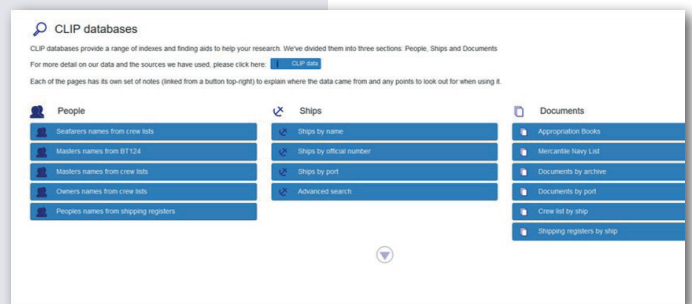 CLIP databases
CLIP databases provide a range of indexes and finding aids to help your research. We've divided them into three sections: People, Ships and Documents
For more detail on our data and the sources we have used, please click here: CLIP data
Each of the pages has its own set of notes (linked from a button top-right) to explain where the data came from and any points to look out for when using it.
People
Seafarers names from crew lists
Masters names from BT124
Masters names from crew lists
Owners names from crew lists
Peoples names from shipping registers
Ships
Ships by name
Ships by official number
Ships by port
Advanced search
Documents
Appropriation Books
Mercantile Navy List
Documents by archive
Documents by port
Crew list by ship
Shipping registers by ship